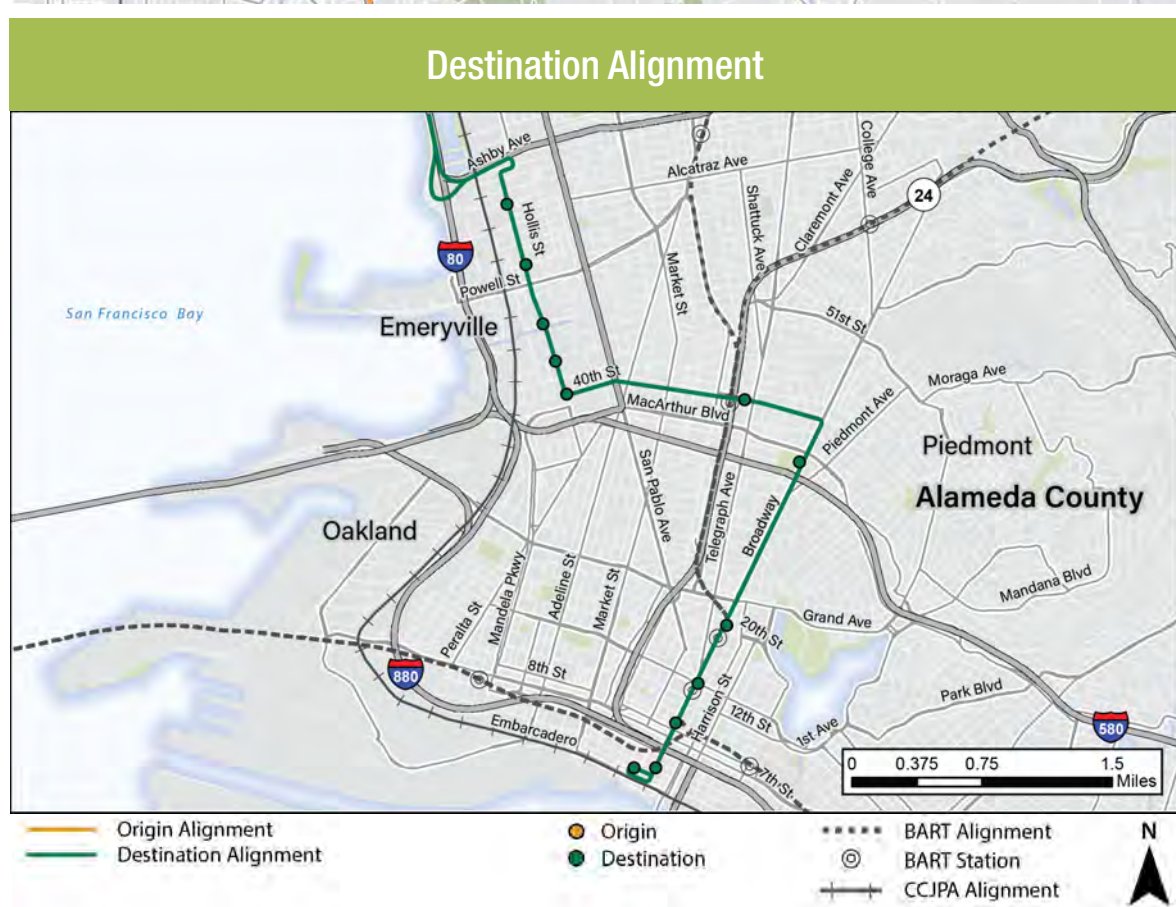 Destination Alignment
Ashby Ave
Alcatraz Ave
College Ave
Claremont Ave
Shattuck Ave
24
Hollis St
80
Powell St
Market St
San Francisco Bay
Emeryville
51st St
40th St
Moraga Ave
MacArthur Blvd
Piedmont Ave
Piedmont
Alameda County
San Pablo Ave
Telegraph Ave
Broadway
Oakland
Mandana Blvd
Peralta St
Mandela Pkwy
Adeline St
Market St
Grand Ave
20th St
8th St
880
Harrison St
Park Blvd
12th St
1st Ave
Embarcadero
580
7th St
0 0.375 0.75 1.5
Miles
Origin Alignment
Destination Alignment
Origin
Destination
BART Alignment
BART Station
CCJPA Alignment
N